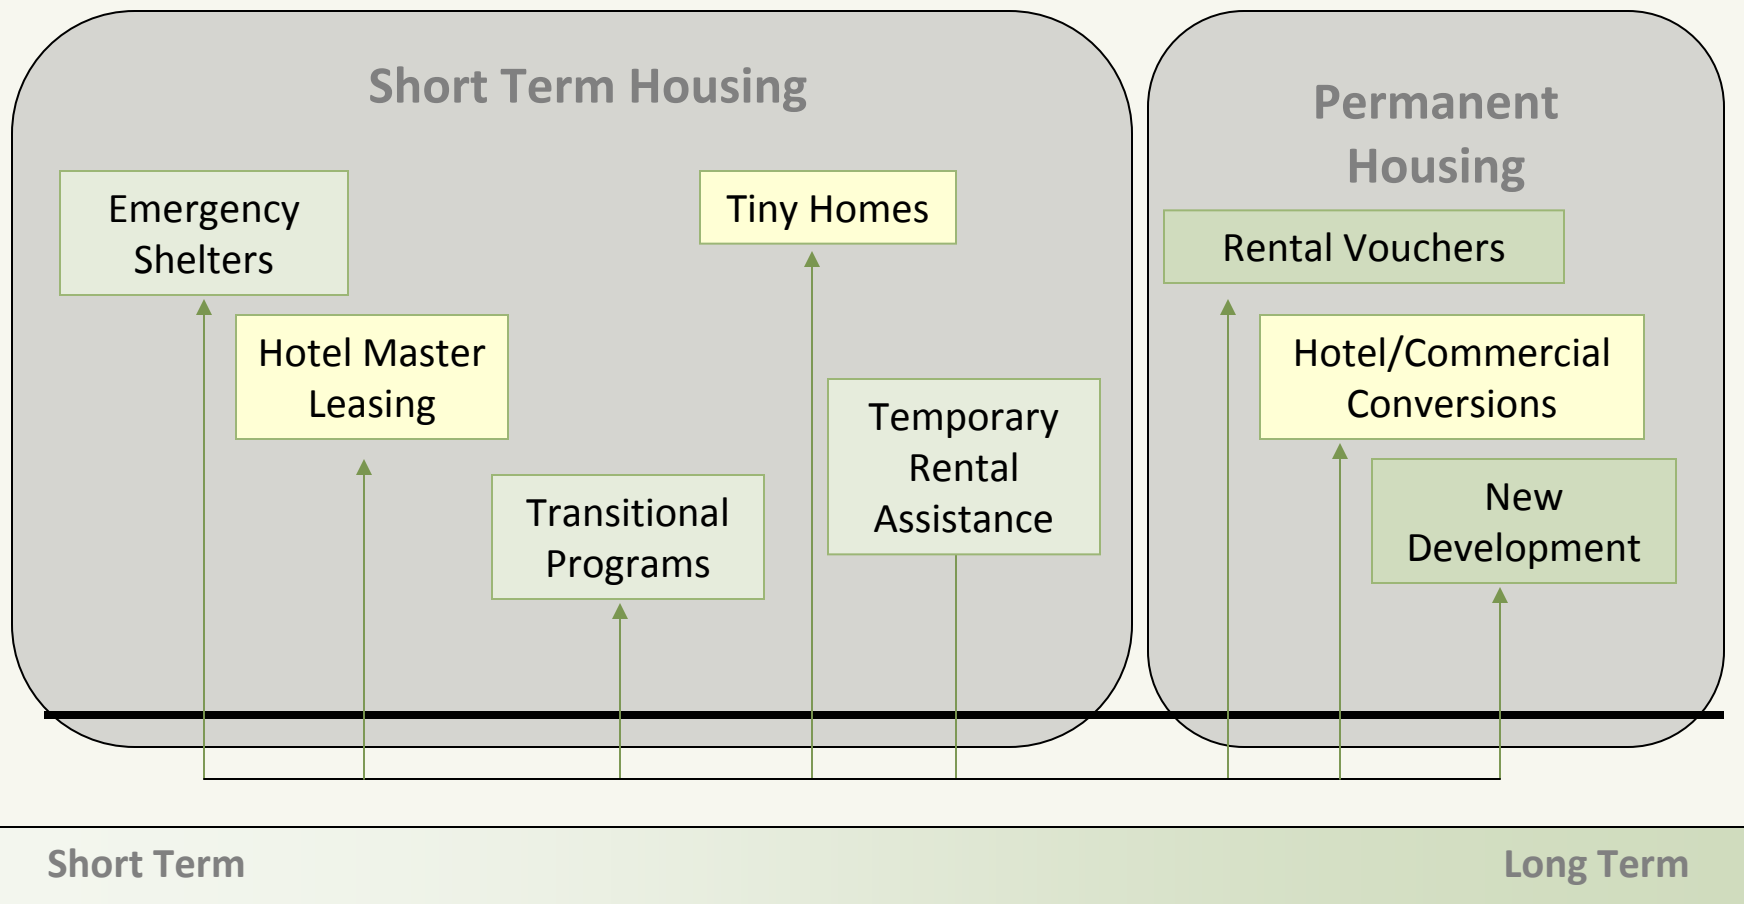 Short Term Housing
Emergency
Shelters
Hotel Master
Leasing
Transitional
Programs
Tiny Homes
Temporary
Rental
Assistance
Permanent
Housing
Rental Vouchers
Hotel/Commercial
Conversions
New
Development
Short Term
Long Term